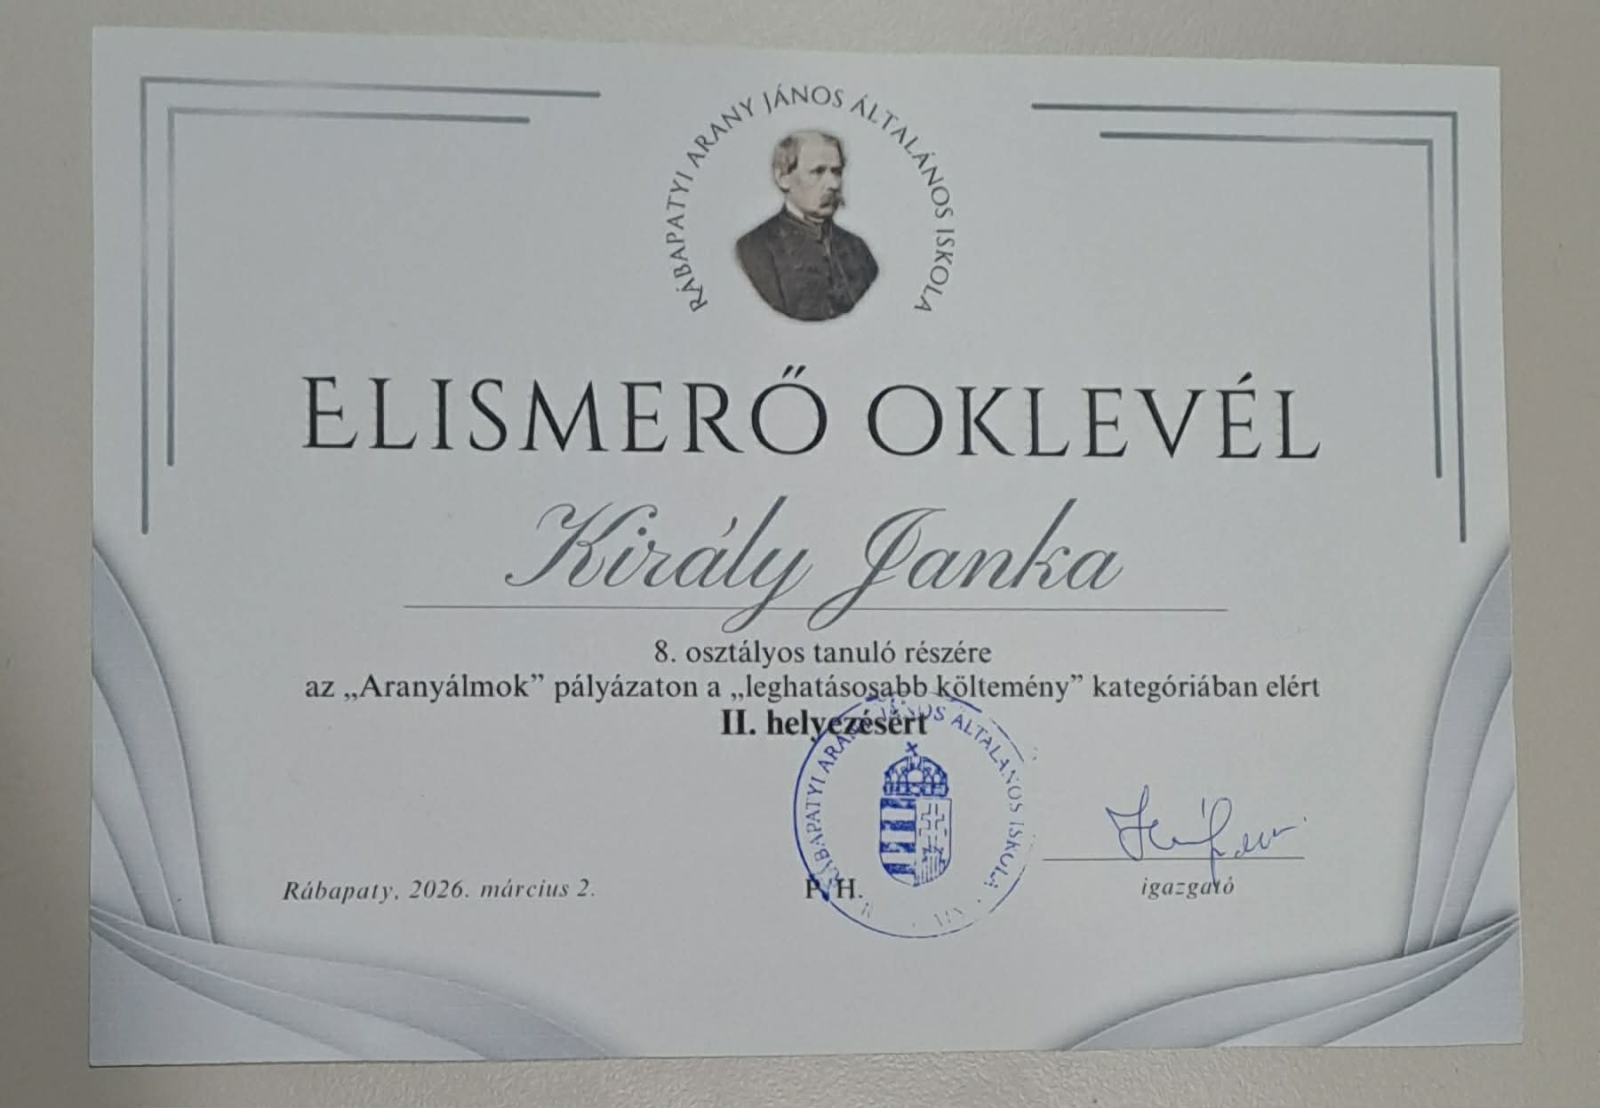 RÁBAPATYI ARANY JÁNOS ÁLTALÁNOS ISKOLA
ELISMERŐ OKLEVÉL
Király Janka
8. osztályos tanuló részére
az „Aranyálmok” pályázaton a „leghatásosabb költemény” kategóriában elért
II. helyezésért
RÁBAPATYI ARANY JÁNOS ÁLTALÁNOS ISKOLA
Rábapaty, 2026. március 2.
P. H.
igazgató